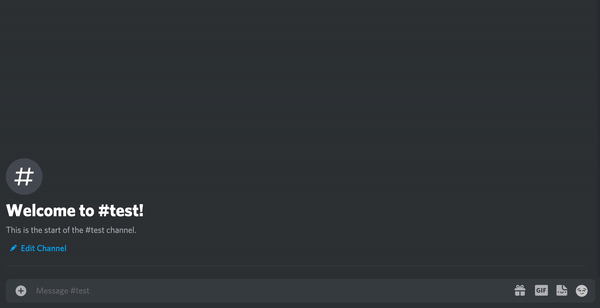 #
Welcome to #test!
This is the start of the #test channel.
Edit Channel
Message #test
GIF